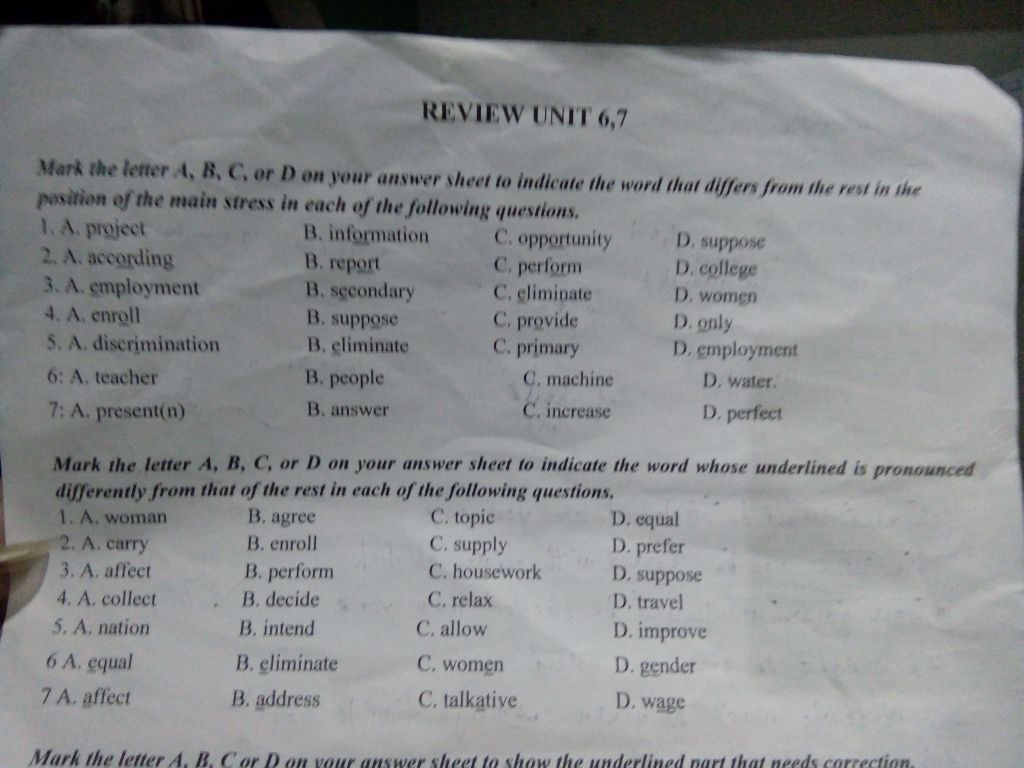 REVIEW UNIT 6,7
Mark the letter A, B, C, or D on your answer sheet to indicate the word that differs from the rest in the
position of the main stress in each of the following questions.
1. A. project B. information C. opportunity D. suppose
2. A. according B. report C. perform D. college
3. A. employment B. secondary C. eliminate D. women
4. A. enroll B. suppose C. provide D. only
5. A. discrimination B. eliminate C. primary D. employment
6: A. teacher B. people C. machine D. water.
7: A. present(n) B. answer C. increase D. perfect
Mark the letter A, B, C, or D on your answer sheet to indicate the word whose underlined is pronounced
differently from that of the rest in each of the following questions.
1. A. woman B. agree C. topic D. equal
2. A. carry B. enroll C. supply D. prefer
3. A. affect B. perform C. housework D. suppose
4. A. collect B. decide C. relax D. travel
5. A. nation B. intend C. allow D. improve
6 A. equal B. eliminate C. women D. gender
7 A. affect B. address C. talkative D. wage
Mark the letter A, B, C or D on your answer sheet to show the underlined part that needs correction.